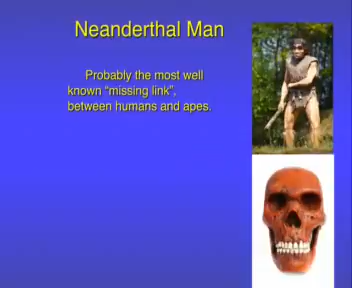 Neanderthal Man
Probably the most well
known "missing link",
between humans and apes.